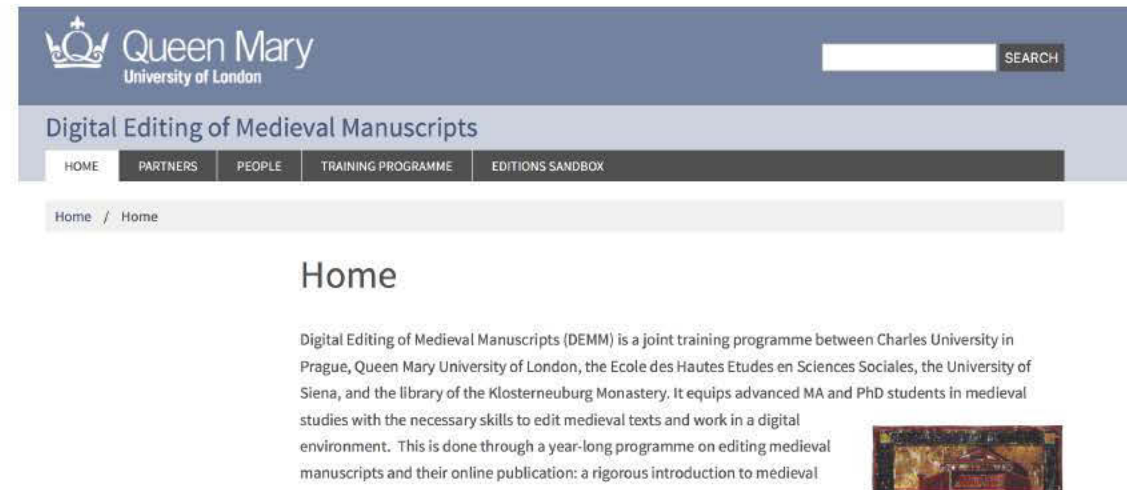 Queen Mary
University of London
SEARCH
Digital Editing of Medieval Manuscripts
HOME PARTNERS PEOPLE TRAINING PROGRAMME EDITIONS SANDBOX
Home / Home
Home
Digital Editing of Medieval Manuscripts (DEMM) is a joint training programme between Charles University in
Prague, Queen Mary University of London, the Ecole des Hautes Etudes en Sciences Sociales, the University of
Siena, and the library of the Klosterneuburg Monastery. It equips advanced MA and PhD students in medieval
studies with the necessary skills to edit medieval texts and work in a digital
environment. This is done through a year-long programme on editing medieval
manuscripts and their online publication: a rigorous introduction to medieval